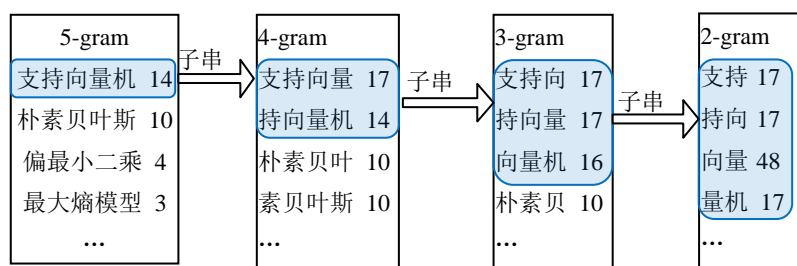 5-gram
支持向量机 14
朴素贝叶斯 10
偏最小二乘 4
最大熵模型 3
...
子串
4-gram
支持向量 17
持向量机 14
朴素贝叶 10
素贝叶斯 10
...
子串
3-gram
支持向 17
持向量 17
向量机 16
朴素贝 10
...
子串
2-gram
支持 17
持向 17
向量 48
量机 17
...